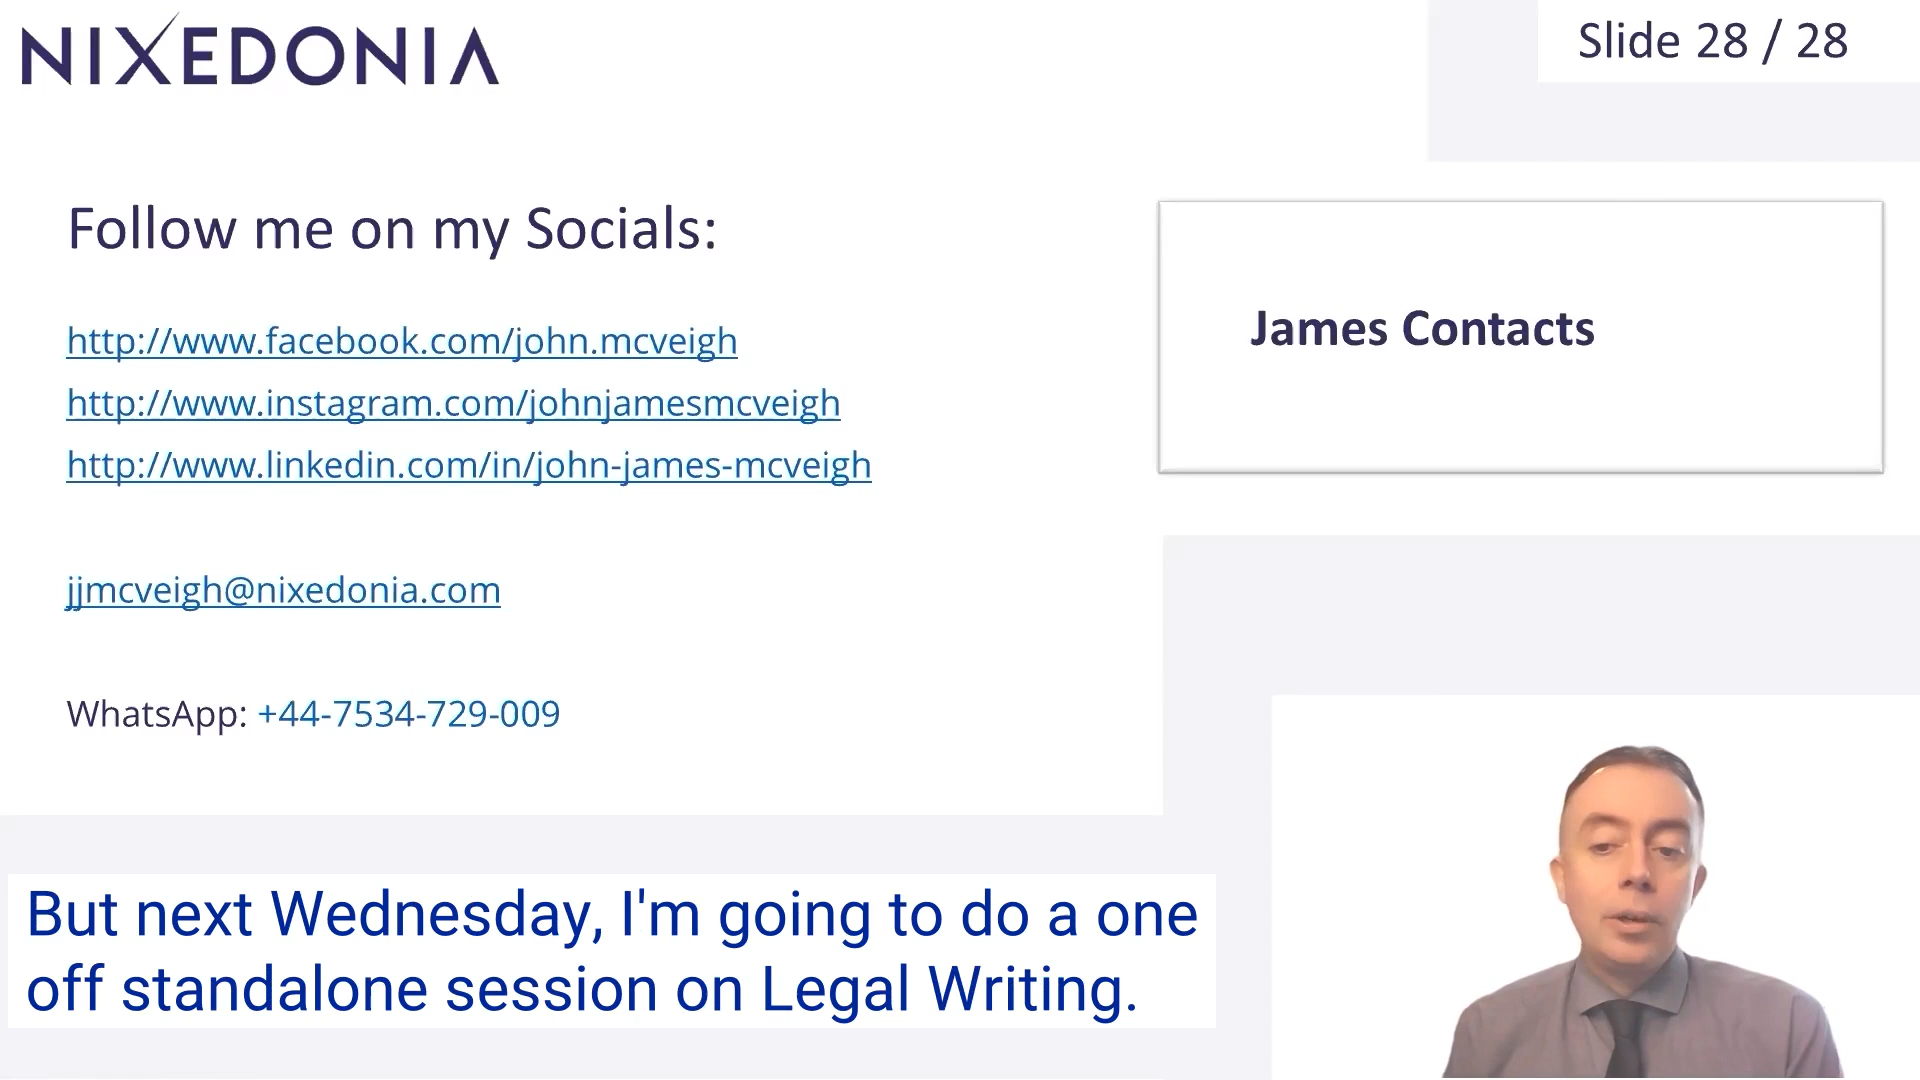 NIXEDONIA
Slide 28 / 28
Follow me on my Socials:
http://www.facebook.com/john.mcveigh
http://www.instagram.com/johnjamesmcveigh
http://www.linkedin.com/in/john-james-mcveigh
jjmcveigh@nixedonia.com
WhatsApp: +44-7534-729-009
James Contacts
But next Wednesday, I'm going to do a one
off standalone session on Legal Writing.